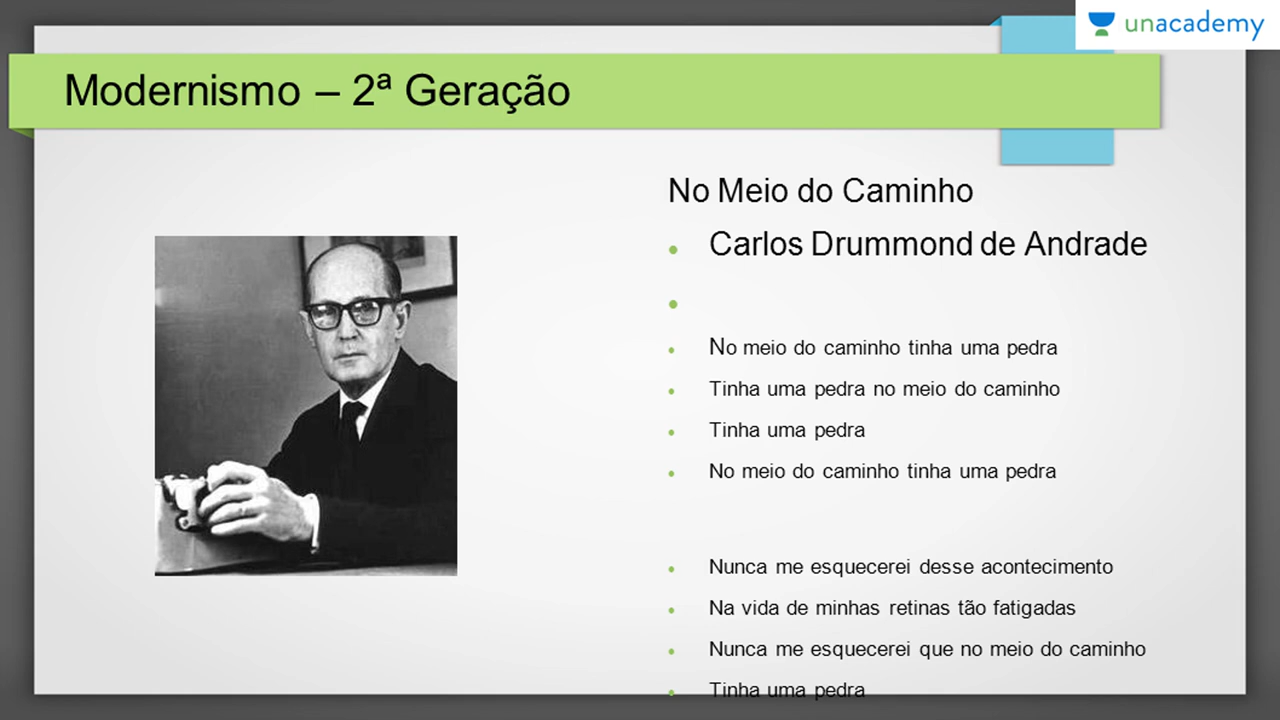 unacademy
Modernismo – 2ª Geração
No Meio do Caminho
Carlos Drummond de Andrade
No meio do caminho tinha uma pedra
Tinha uma pedra no meio do caminho
Tinha uma pedra
No meio do caminho tinha uma pedra
Nunca me esquecerei desse acontecimento
Na vida de minhas retinas tão fatigadas
Nunca me esquecerei que no meio do caminho
Tinha uma pedra